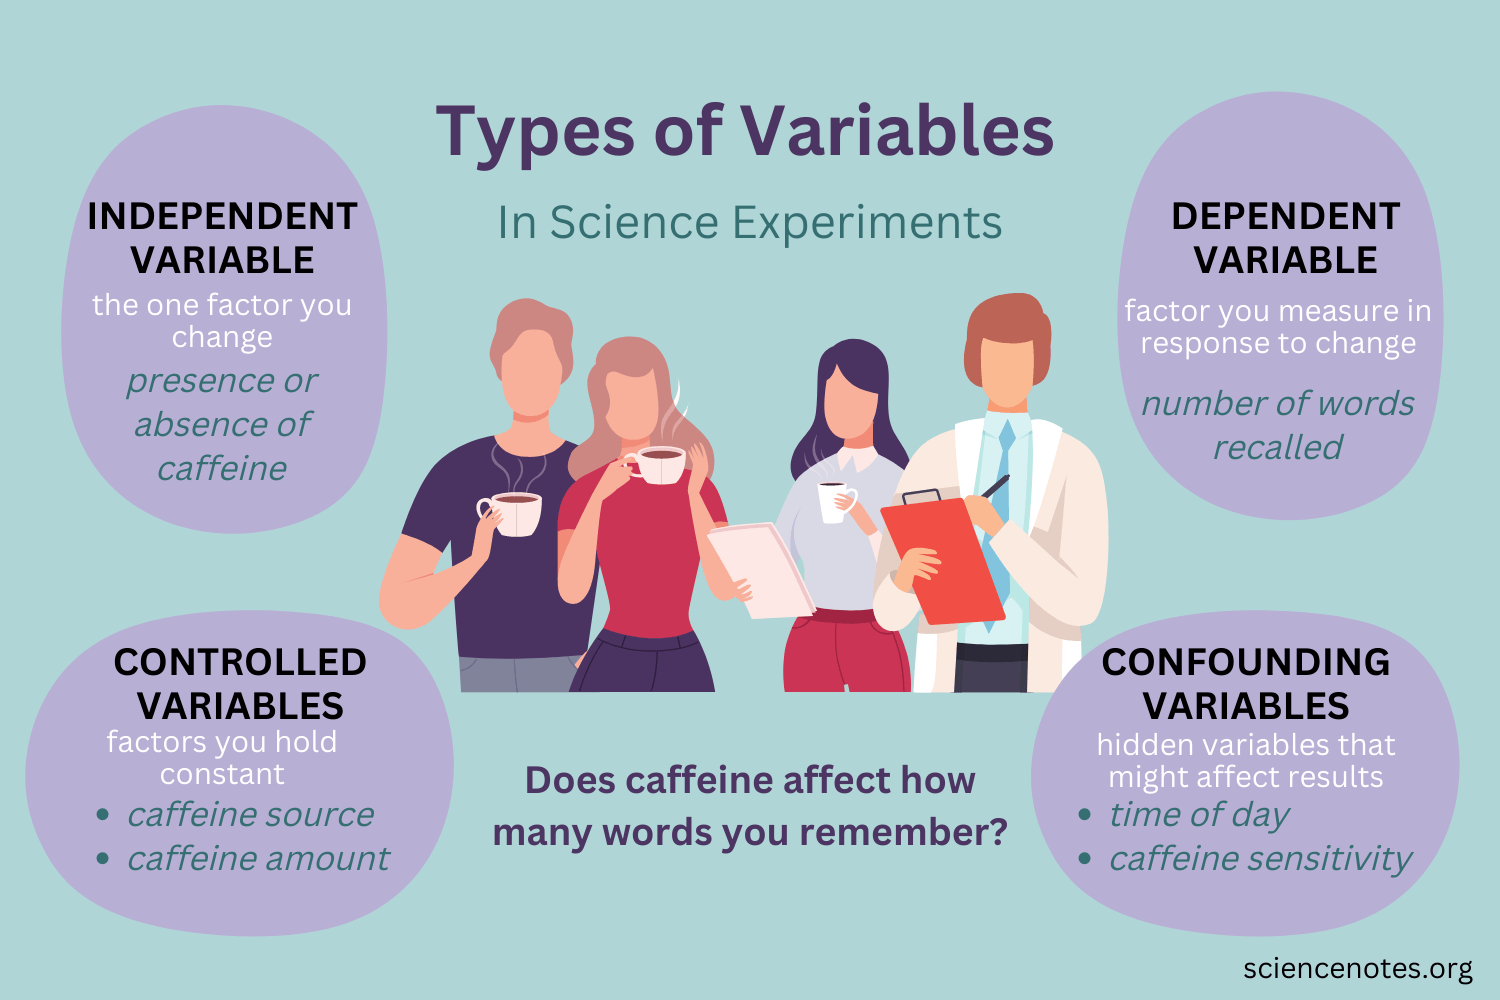 Types of Variables
In Science Experiments
INDEPENDENT
VARIABLE
the one factor you
change
presence or
absence of
caffeine
DEPENDENT
VARIABLE
factor you measure in
response to change
number of words
recalled
CONTROLLED
VARIABLES
factors you hold
constant
• caffeine source
• caffeine amount
CONFOUNDING
VARIABLES
hidden variables that
might affect results
• time of day
• caffeine sensitivity
Does caffeine affect how
many words you remember?
sciencenotes.org